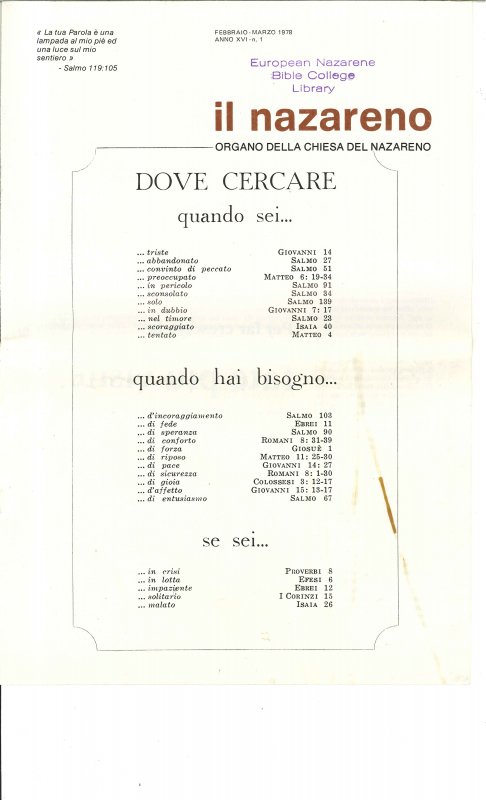 « La tua Parola è una
lampada al mio piè ed
una luce sul mio
sentiero »
- Salmo 119:105
FEBBRAIO - MARZO 1978
ANNO XVI - n. 1
European Nazarene
Bible College
Library
il nazareno
ORGANO DELLA CHIESA DEL NAZARENO
DOVE CERCARE
quando sei...
... triste GIOVANNI 14
... abbandonato SALMO 27
... convinto di peccato SALMO 51
... preoccupato MATTEO 6: 19-34
... in pericolo SALMO 91
... sconsolato SALMO 34
... solo SALMO 139
... in dubbio GIOVANNI 7: 17
... nel timore SALMO 23
... scoraggiato ISAIA 40
... tentato MATTEO 4
quando hai bisogno...
... d'incoraggiamento SALMO 103
... di fede EBREI 11
... di speranza SALMO 90
... di conforto ROMANI 8: 31-39
... di forza GIOSUÈ 1
... di riposo MATTEO 11: 25-30
... di pace GIOVANNI 14: 27
... di sicurezza ROMANI 8: 1-30
... di gioia COLOSSESI 3: 12-17
... d'affetto GIOVANNI 15: 13-17
... di entusiasmo SALMO 67
se sei...
... in crisi PROVERBI 8
... in lotta EFESI 6
... impaziente EBREI 12
... solitario I CORINZI 15
... malato ISAIA 26